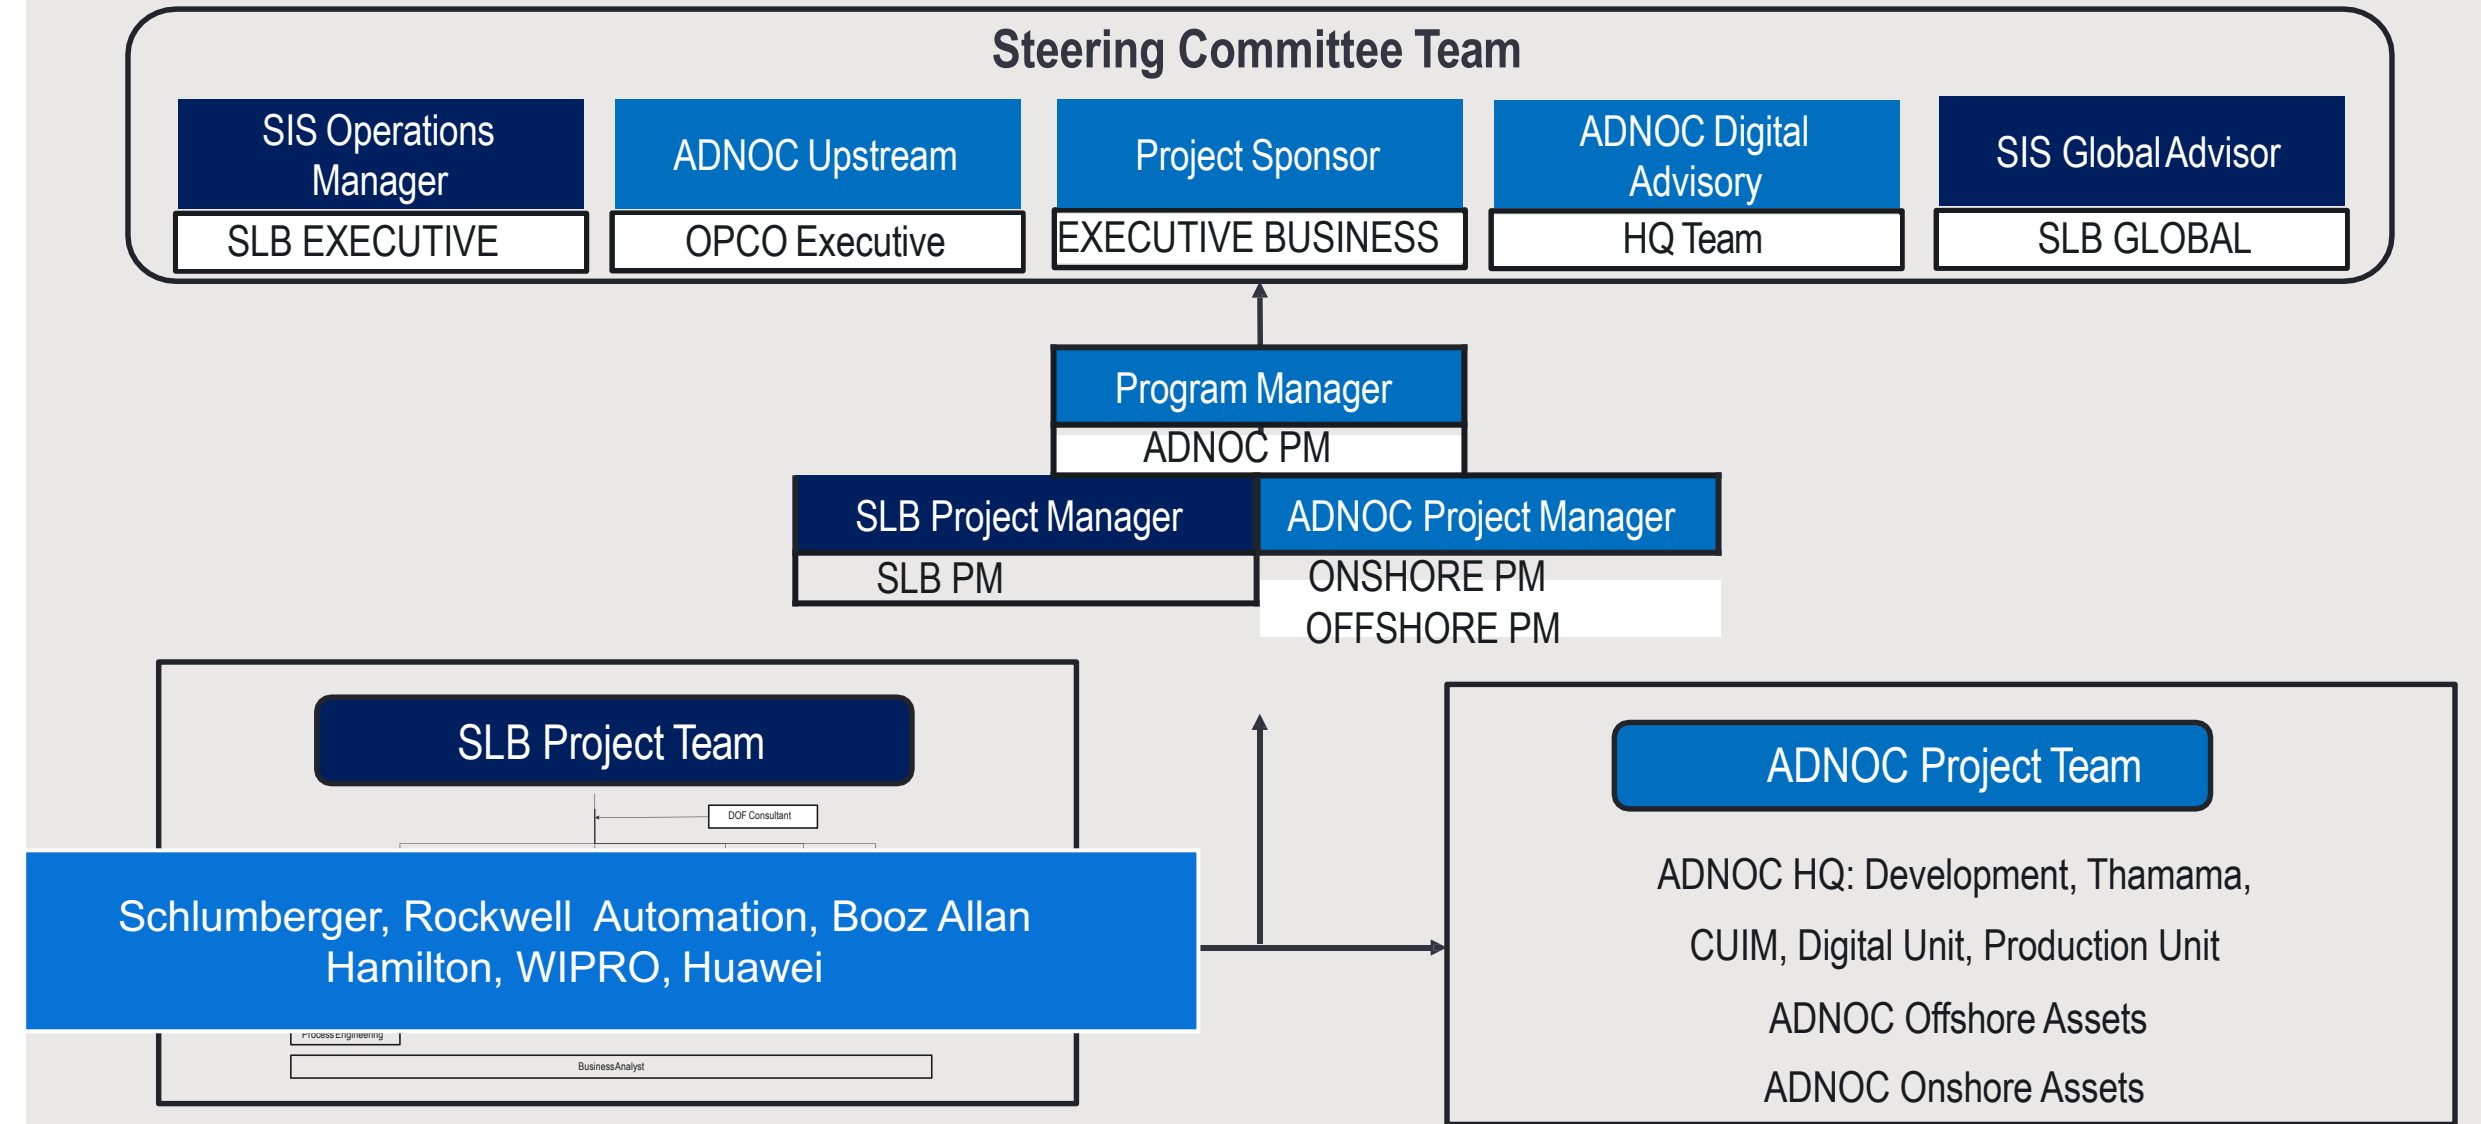 Steering Committee Team
SIS Operations
Manager
SLB EXECUTIVE
ADNOC Upstream
OPCO Executive
Project Sponsor
EXECUTIVE BUSINESS
ADNOC Digital
Advisory
HQ Team
SIS Global Advisor
SLB GLOBAL
Program Manager
ADNOC PM
SLB Project Manager
SLB PM
ADNOC Project Manager
ONSHORE PM
OFFSHORE PM
SLB Project Team
DOF Consultant
Schlumberger, Rockwell Automation, Booz Allan
Hamilton, WIPRO, Huawei
Process Engineering
Business Analyst
ADNOC Project Team
ADNOC HQ: Development, Thamama,
CUIM, Digital Unit, Production Unit
ADNOC Offshore Assets
ADNOC Onshore Assets